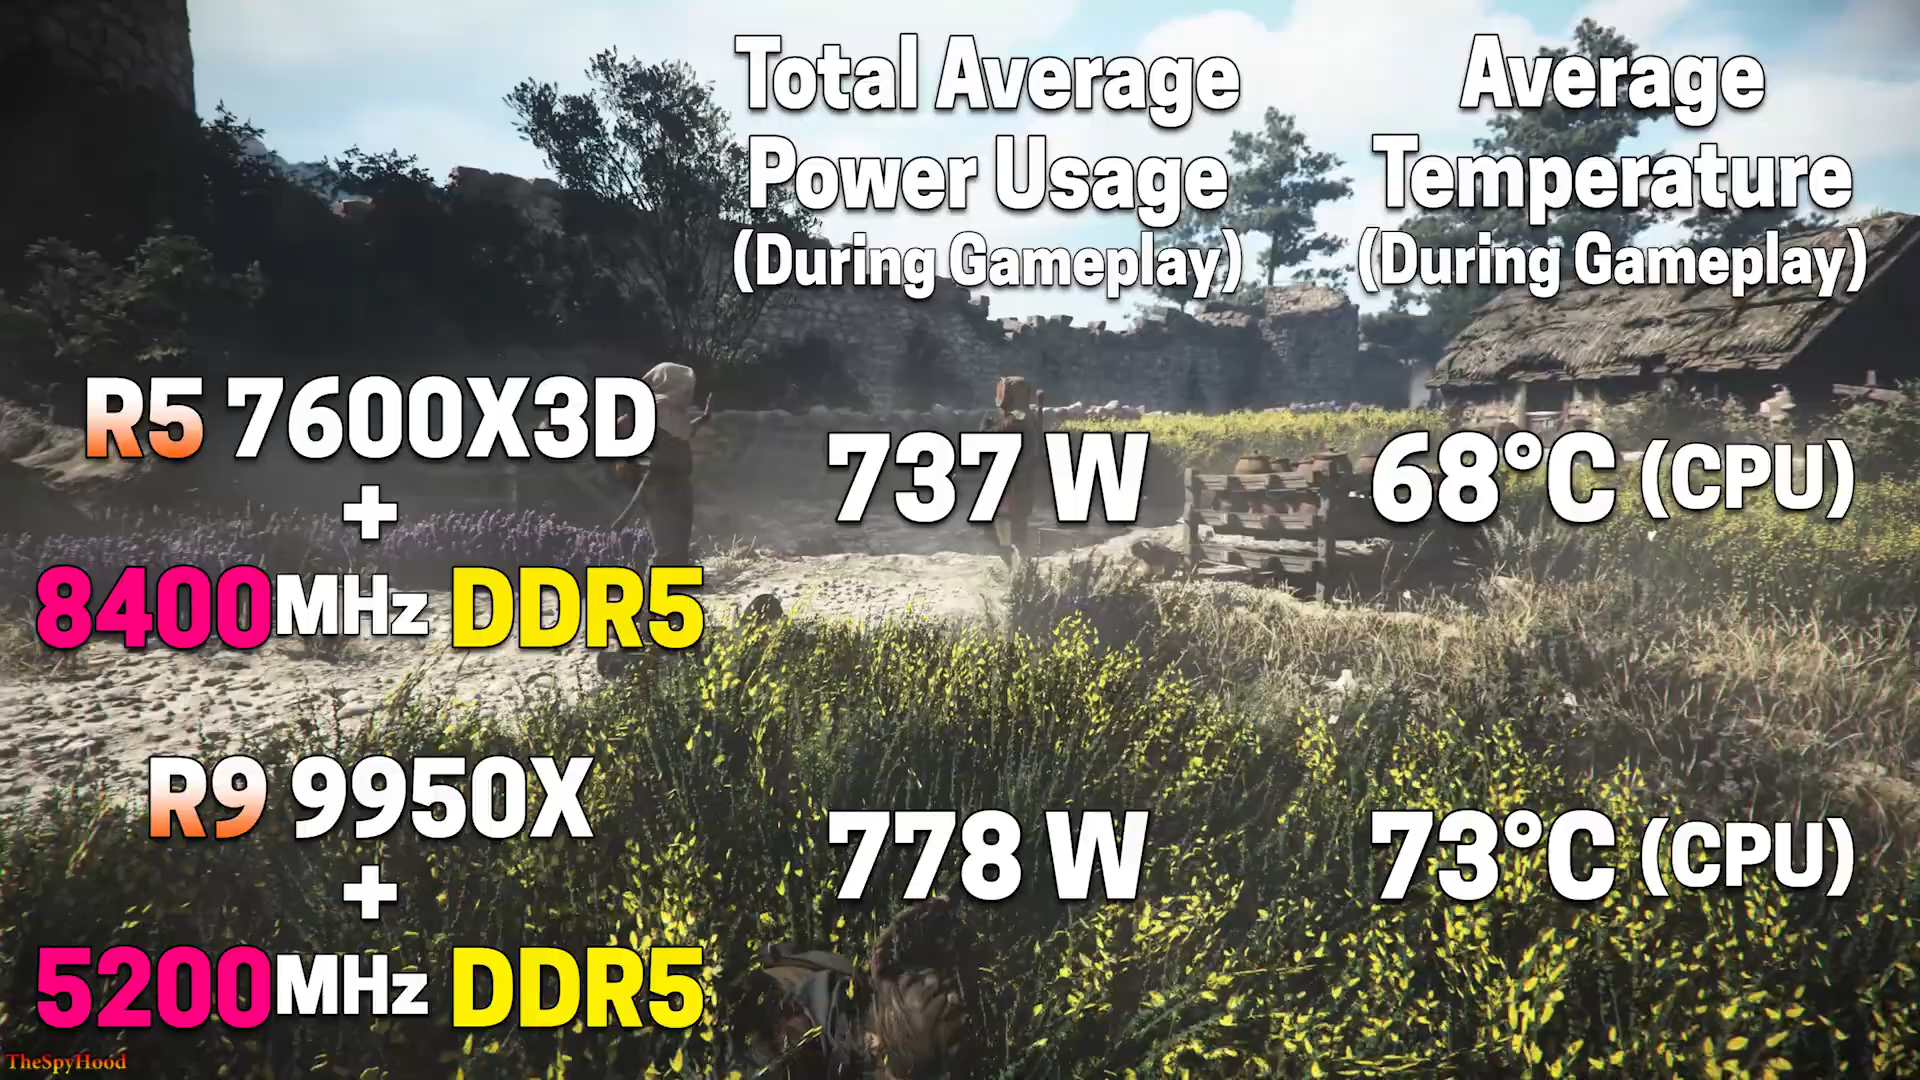 Total Average
Power Usage
(During Gameplay)
Average
Temperature
(During Gameplay)
R5 7600X3D
+
8400MHz DDR5
737 W
68°C (CPU)
R9 9950X
+
5200MHz DDR5
778 W
73°C (CPU)
TheSpyHood